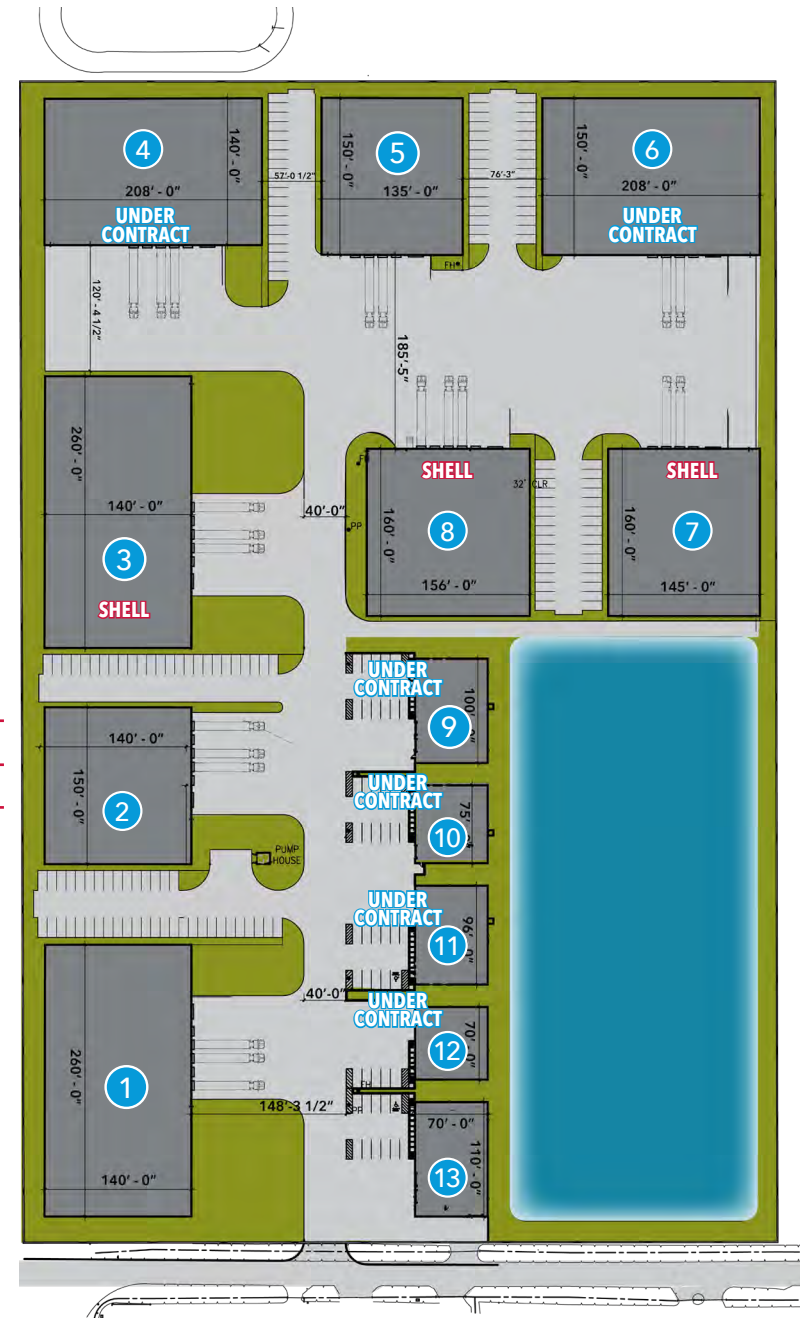 4
140' - 0"
208' - 0"
UNDER
CONTRACT
57'-0 1/2"
5
150' - 0"
135' - 0"
76'-3"
6
150' - 0"
208' - 0"
UNDER
CONTRACT
FH
120' - 4 1/2"
185'-5"
260' - 0"
140' - 0"
3
SHELL
40'-0"
FH
PP
SHELL
8
160' - 0"
156' - 0"
32' CLR.
SHELL
7
160' - 0"
145' - 0"
UNDER
CONTRACT
100'
9
140' - 0"
150' - 0"
2
UNDER
CONTRACT
75'
10
PUMP
HOUSE
UNDER
CONTRACT
96'
11
40'-0"
UNDER
CONTRACT
70'
12
260' - 0"
1
140' - 0"
FH
PP
148'-3 1/2"
70' - 0"
110' - 0"
13